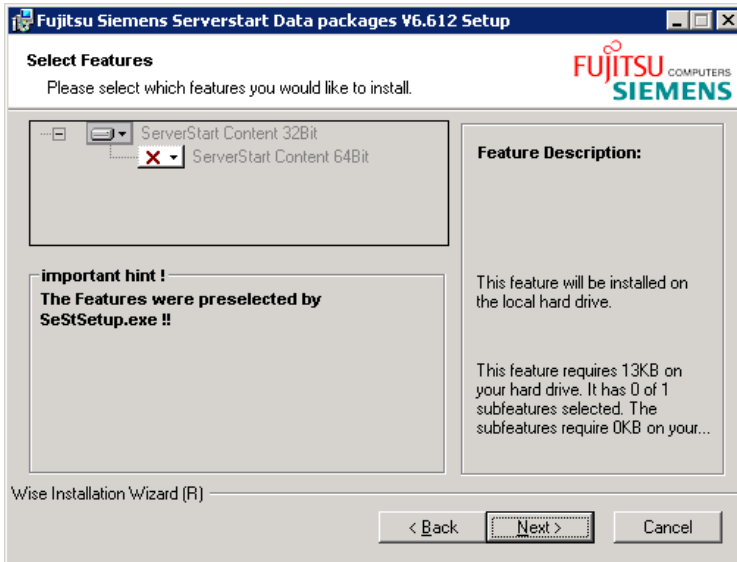 Fujitsu Siemens Serverstart Data packages V6.612 Setup
Select Features
Please select which features you would like to install.
FUJITSU COMPUTERS
SIEMENS
ServerStart Content 32Bit
ServerStart Content 64Bit
Feature Description:
important hint !
The Features were preselected by
SeStSetup.exe !!
This feature will be installed on
the local hard drive.
This feature requires 13KB on
your hard drive. It has 0 of 1
subfeatures selected. The
subfeatures require 0KB on your...
Wise Installation Wizard (R)
< Back
Next >
Cancel